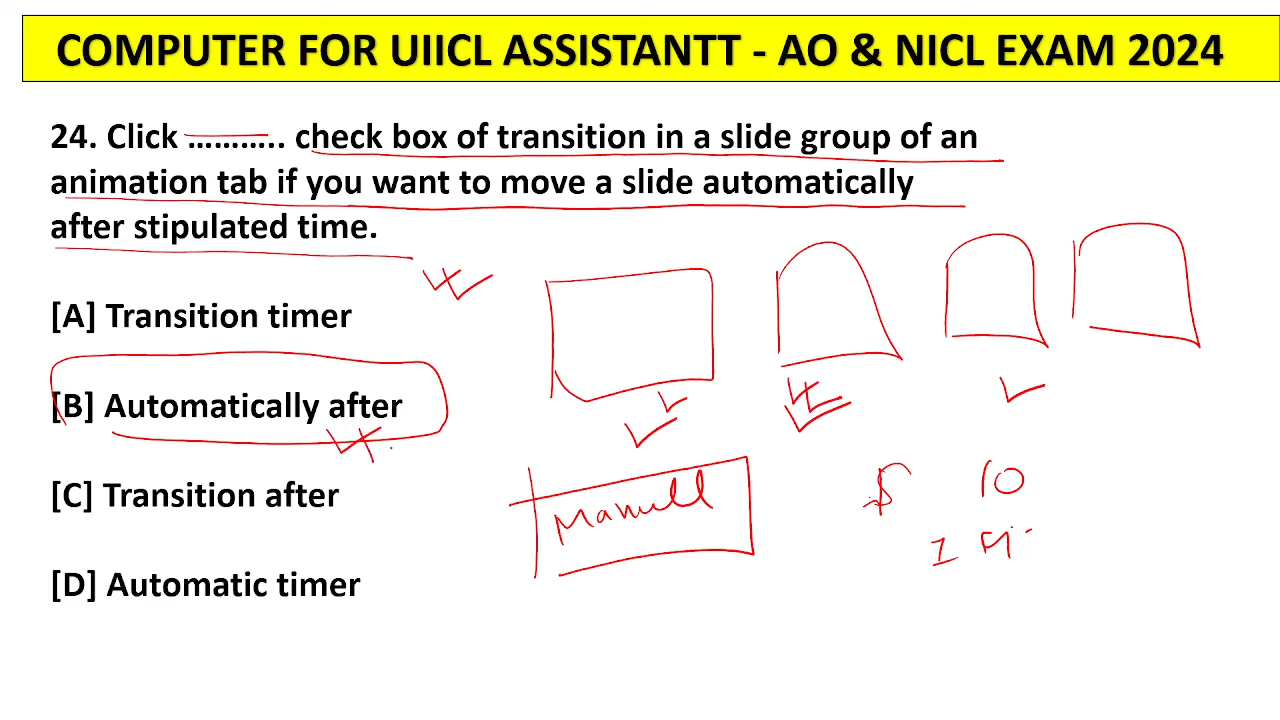 COMPUTER FOR UIICL ASSISTANTT - AO & NICL EXAM 2024
24. Click ……….. check box of transition in a slide group of an
animation tab if you want to move a slide automatically
after stipulated time.
[A] Transition timer
[B] Automatically after
[C] Transition after
[D] Automatic timer
10